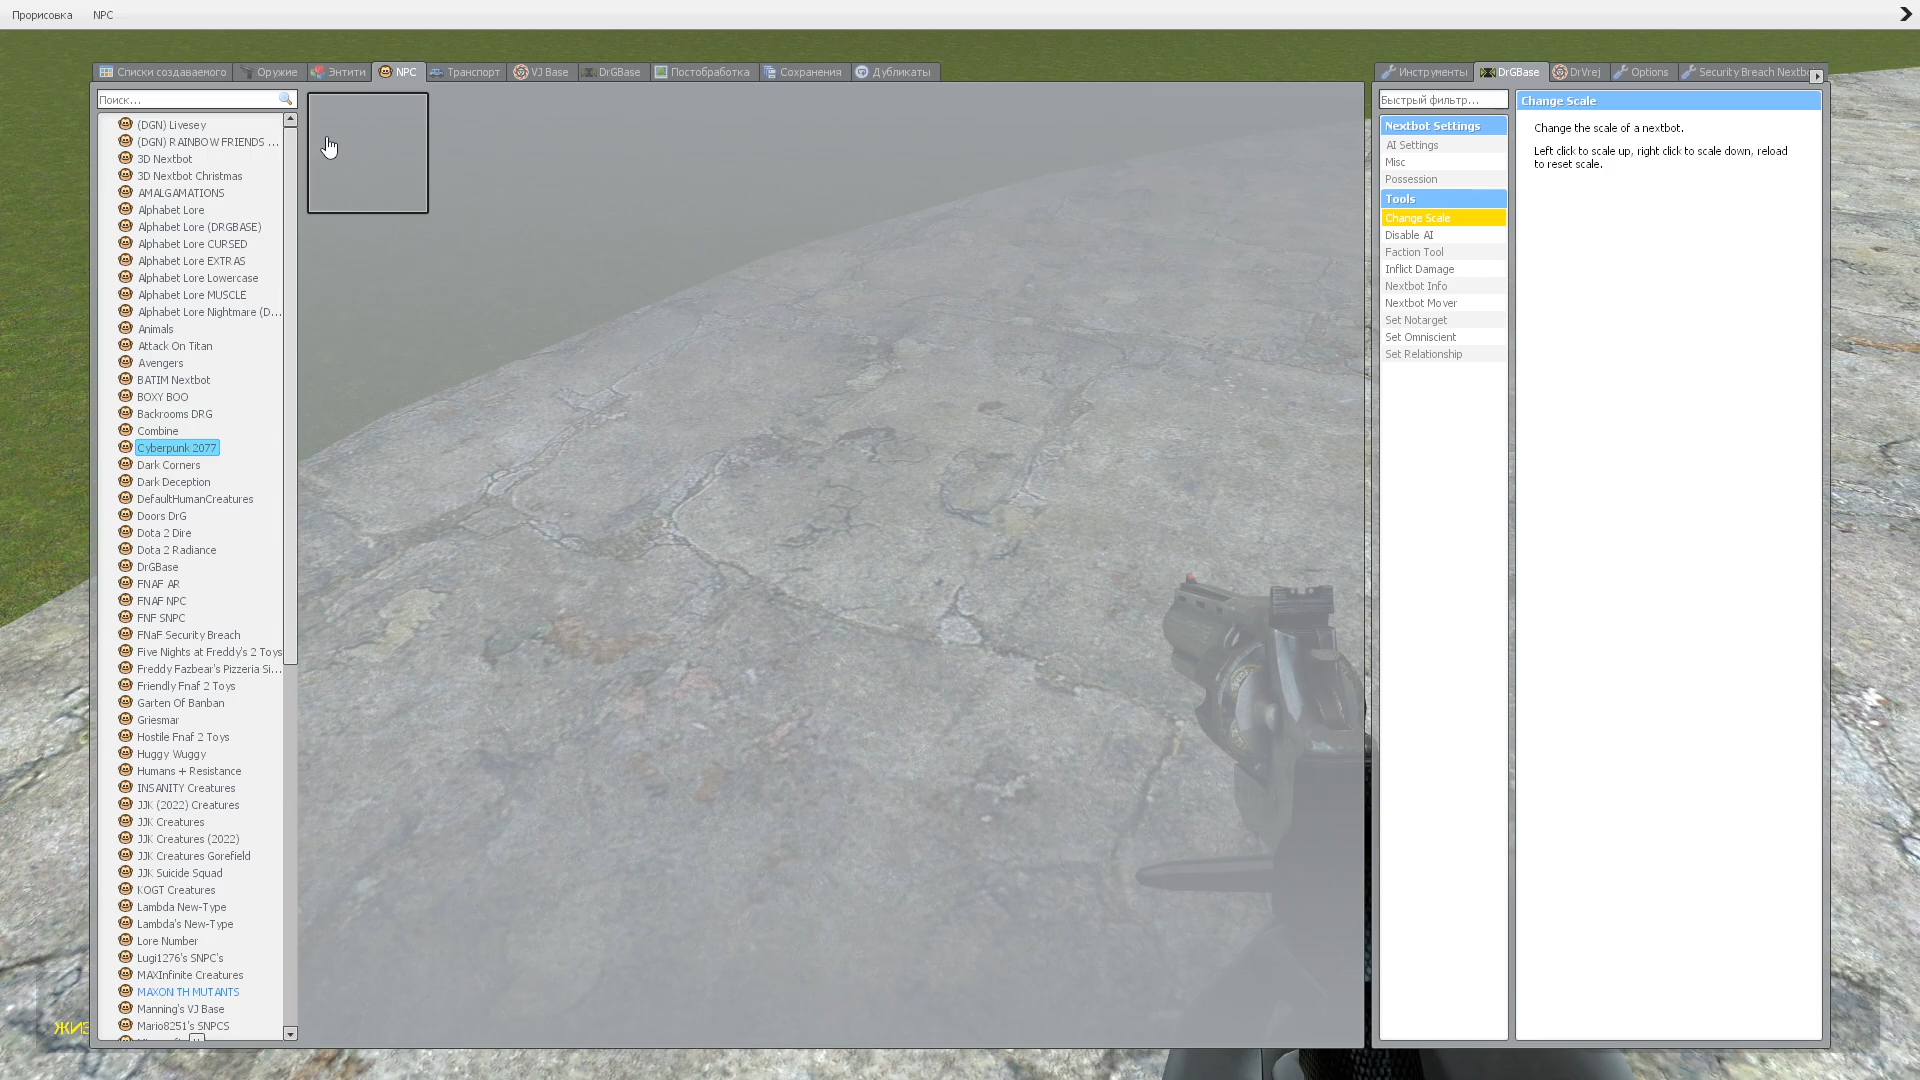 Прорисовка NPC
Списки создаваемого Оружие Энтити NPC Транспорт VJ Base DrGBase Постобработка Сохранения Дубликаты
Поиск...
(DGN) Livesey
(DGN) RAINBOW FRIENDS ...
3D Nextbot
3D Nextbot Christmas
AMALGAMATIONS
Alphabet Lore
Alphabet Lore (DRGBASE)
Alphabet Lore CURSED
Alphabet Lore EXTRAS
Alphabet Lore Lowercase
Alphabet Lore MUSCLE
Alphabet Lore Nightmare (D...
Animals
Attack On Titan
Avengers
BATIM Nextbot
BOXY BOO
Backrooms DRG
Combine
Cyberpunk 2077
Dark Corners
Dark Deception
DefaultHumanCreatures
Doors DrG
Dota 2 Dire
Dota 2 Radiance
DrGBase
FNAF AR
FNAF NPC
FNF SNPC
FNaF Security Breach
Five Nights at Freddy's 2 Toys
Freddy Fazbear's Pizzeria Si...
Friendly Fnaf 2 Toys
Garten Of Banban
Griesmar
Hostile Fnaf 2 Toys
Huggy Wuggy
Humans + Resistance
INSANITY Creatures
JJK (2022) Creatures
JJK Creatures
JJK Creatures (2022)
JJK Creatures Gorefield
JJK Suicide Squad
KOGT Creatures
Lambda New-Type
Lambda's New-Type
Lore Number
Lugi1276's SNPC's
MAXInfinite Creatures
MAXON TH MUTANTS
Manning's VJ Base
Mario8251's SNPCS
Инструменты DrGBase DrVrej Options Security Breach Nextbo
Быстрый фильтр...
Nextbot Settings
AI Settings
Misc
Possession
Tools
Change Scale
Disable AI
Faction Tool
Inflict Damage
Nextbot Info
Nextbot Mover
Set Notarget
Set Omniscient
Set Relationship
Change Scale
Change the scale of a nextbot.
Left click to scale up, right click to scale down, reload
to reset scale.